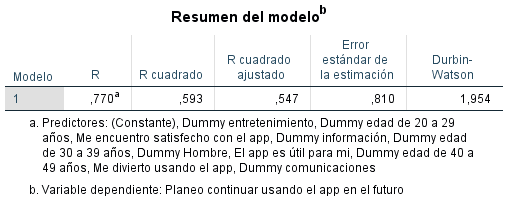 Resumen del modelo b
Error
R cuadrado estándar de Durbin-
Modelo R R cuadrado ajustado la estimación Watson
1 ,770a ,593 ,547 ,810 1,954
a. Predictores: (Constante), Dummy entretenimiento, Dummy edad de 20 a 29
años, Me encuentro satisfecho con el app, Dummy información, Dummy edad
de 30 a 39 años, Dummy Hombre, El app es útil para mi, Dummy edad de 40 a
49 años, Me divierto usando el app, Dummy comunicaciones
b. Variable dependiente: Planeo continuar usando el app en el futuro